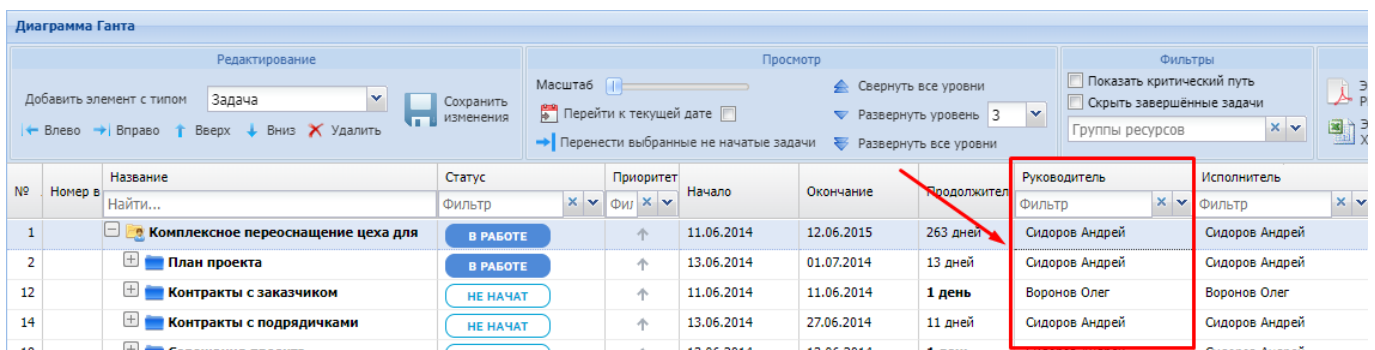 Диаграмма Ганта
Редактирование Просмотр Фильтры
Добавить элемент с типом Задача Сохранить изменения
Влево Вправо Вверх Вниз Удалить
Масштаб Свернуть все уровни
Перейти к текущей дате Развернуть уровень 3
Перенести выбранные не начатые задачи Развернуть все уровни
Показать критический путь
Скрыть завершённые задачи
Группы ресурсов
№ Номер в Название Статус Приоритет Начало Окончание Продолжител Руководитель Исполнитель
Найти... Фильтр Фил Фильтр Фильтр
1 Комплексное переоснащение цеха для В РАБОТЕ 11.06.2014 12.06.2015 263 дней Сидоров Андрей Сидоров Андрей
2 План проекта В РАБОТЕ 13.06.2014 01.07.2014 13 дней Сидоров Андрей Сидоров Андрей
12 Контракты с заказчиком НЕ НАЧАТ 11.06.2014 11.06.2014 1 день Воронов Олег Воронов Олег
14 Контракты с подрядичками НЕ НАЧАТ 13.06.2014 27.06.2014 11 дней Сидоров Андрей Сидоров Андрей